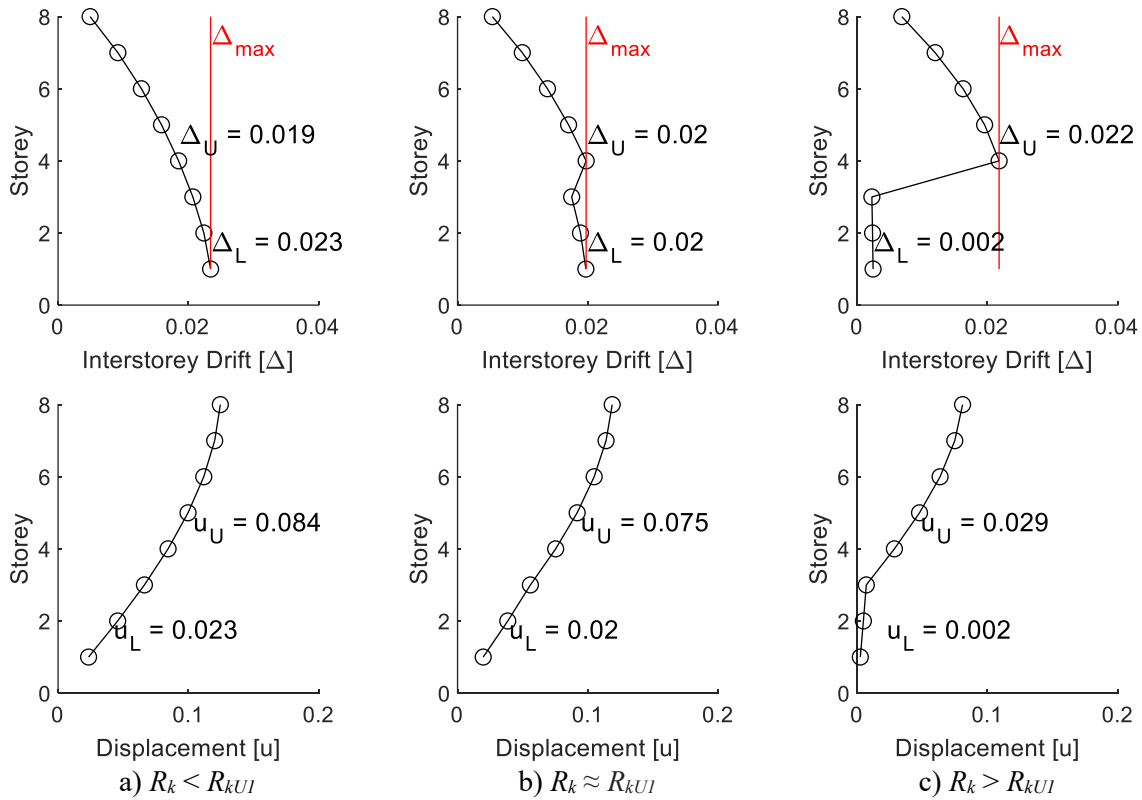 8
6
4
2
0
Storey
Δmax
ΔU = 0.019
ΔL = 0.023
0 0.02 0.04
Interstorey Drift [Δ]
8
6
4
2
0
Δmax
ΔU = 0.02
ΔL = 0.02
0 0.02 0.04
Interstorey Drift [Δ]
8
6
4
2
0
Storey
Δmax
ΔU = 0.022
ΔL = 0.002
0 0.02 0.04
Interstorey Drift [Δ]
8
6
4
2
0
Storey
uU = 0.084
uL = 0.023
0 0.1 0.2
Displacement [u]
a) Rk < RkU1
8
6
4
2
0
Storey
uU = 0.075
uL = 0.02
0 0.1 0.2
Displacement [u]
b) Rk ≈ RkU1
8
6
4
2
0
Storey
uU = 0.029
uL = 0.002
0 0.1 0.2
Displacement [u]
c) Rk > RkU1